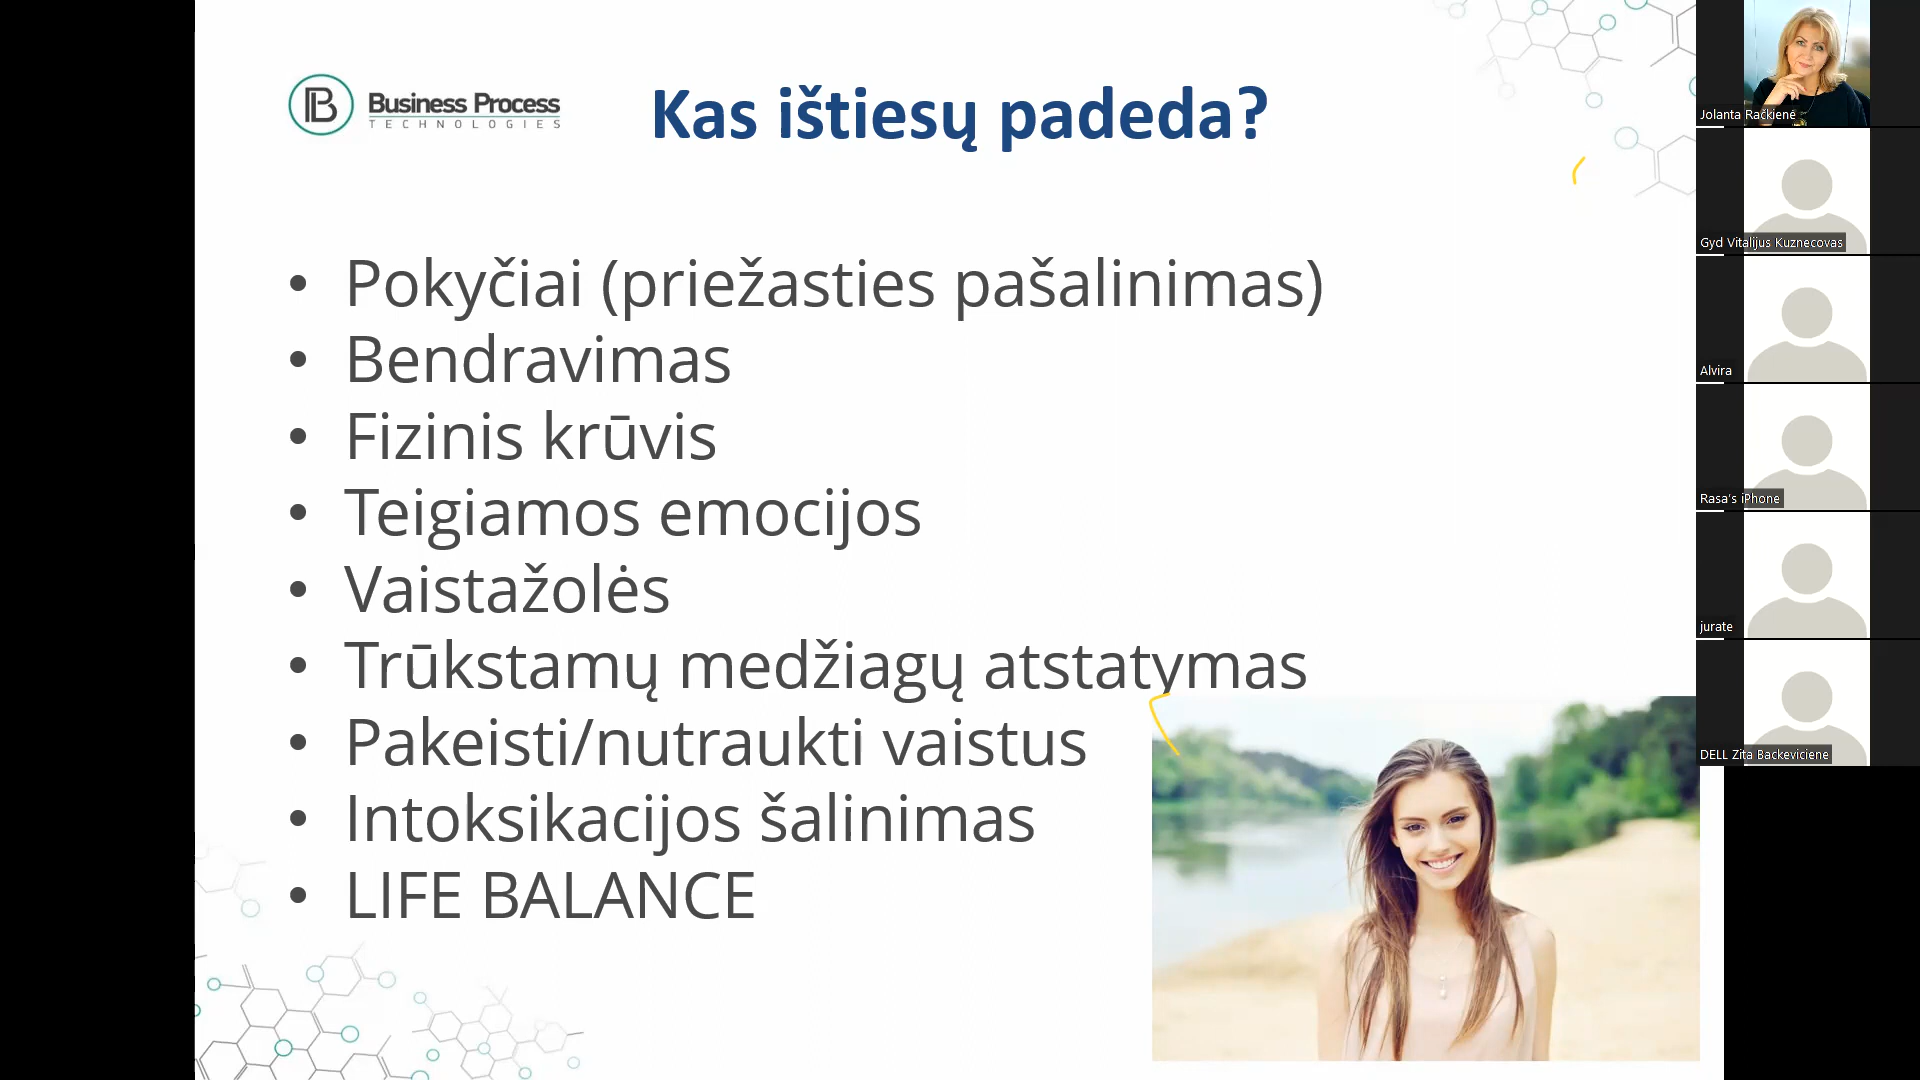 Business Process
TECHNOLOGIES
Kas ištiesų padeda?
• Pokyčiai (priežasties pašalinimas)
• Bendravimas
• Fizinis krūvis
• Teigiamos emocijos
• Vaistažolės
• Trūkstamų medžiagų atstatymas
• Pakeisti/nutraukti vaistus
• Intoksikacijos šalinimas
• LIFE BALANCE
Jolanta Račkienė
Gyd Vitalijus Kuznecovas
Alvira
Rasa's iPhone
jurate
DELL Zita Backeviciene